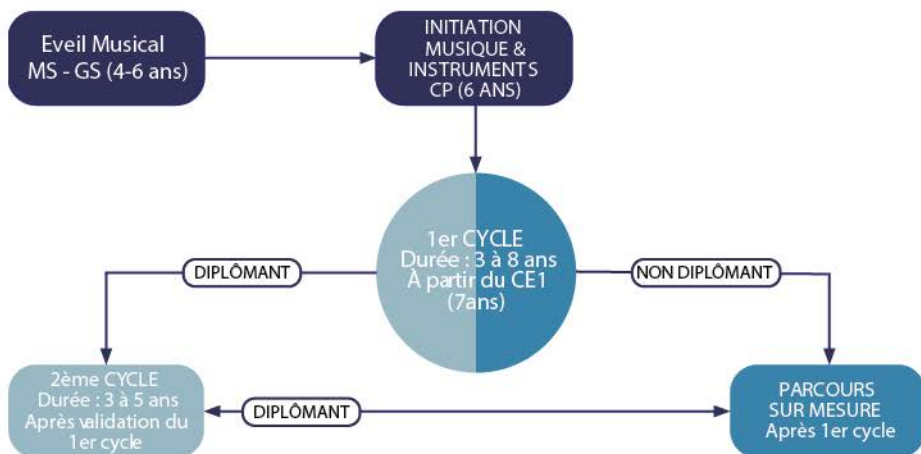 Eveil Musical
MS - GS (4-6 ans)
INITIATION
MUSIQUE &
INSTRUMENTS
CP (6 ANS)
1er CYCLE
Durée : 3 à 8 ans
À partir du CE1
(7ans)
DIPLÔMANT
NON DIPLÔMANT
2ème CYCLE
Durée : 3 à 5 ans
Après validation du
1er cycle
DIPLÔMANT
PARCOURS
SUR MESURE
Après 1er cycle